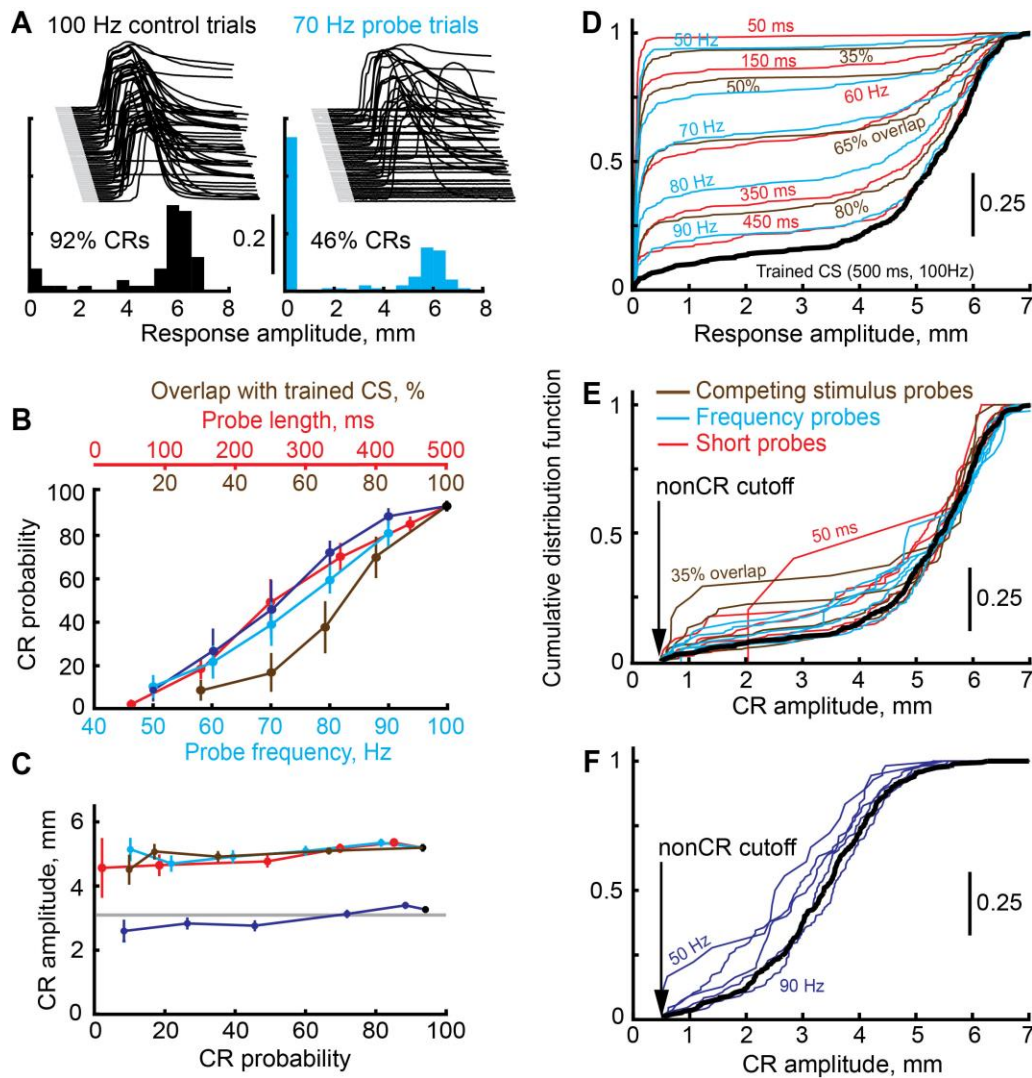 A
100 Hz control trials
70 Hz probe trials
92% CRs
0.2
46% CRs
0 2 4 6 8
0 2 4 6 8
Response amplitude, mm
Response amplitude, mm
B
Overlap with trained CS, %
Probe length, ms
0 100 200 300 400 500
20 40 60 80 100
CR probability
100
80
60
40
20
0
40 50 60 70 80 90 100
Probe frequency, Hz
C
CR amplitude, mm
6
4
2
0
0 20 40 60 80 100
CR probability
D
1
0.5
0
50 ms
50 Hz
35%
150 ms
50%
60 Hz
70 Hz
65% overlap
80 Hz
350 ms
80%
450 ms
90 Hz
0.25
Trained CS (500 ms, 100Hz)
0 1 2 3 4 5 6 7
Response amplitude, mm
Cumulative distribution function
E
1
0.5
0
Competing stimulus probes
Frequency probes
Short probes
nonCR cutoff
50 ms
35% overlap
0.25
0 1 2 3 4 5 6 7
CR amplitude, mm
F
1
0.5
0
nonCR cutoff
50 Hz
90 Hz
0.25
0 1 2 3 4 5 6 7
CR amplitude, mm